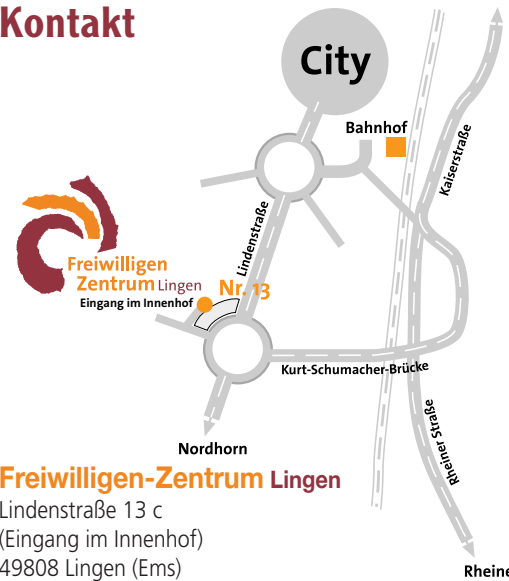 Kontakt
City
Bahnhof
Kaiserstraße
Lindenstraße
Freiwilligen
Zentrum Lingen
Eingang im Innenhof
Nr. 13
Kurt-Schumacher-Brücke
Rheiner Straße
Nordhorn
Rheine
Freiwilligen-Zentrum Lingen
Lindenstraße 13 c
(Eingang im Innenhof)
49808 Lingen (Ems)